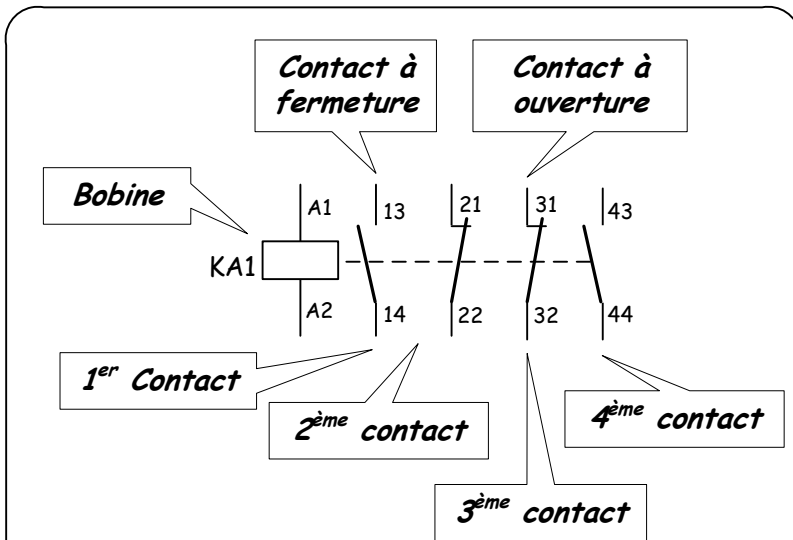 Contact à
fermeture
Contact à
ouverture
Bobine
A1
13
21
31
43
KA1
A2
14
22
32
44
1er Contact
2ème contact
4ème contact
3ème contact